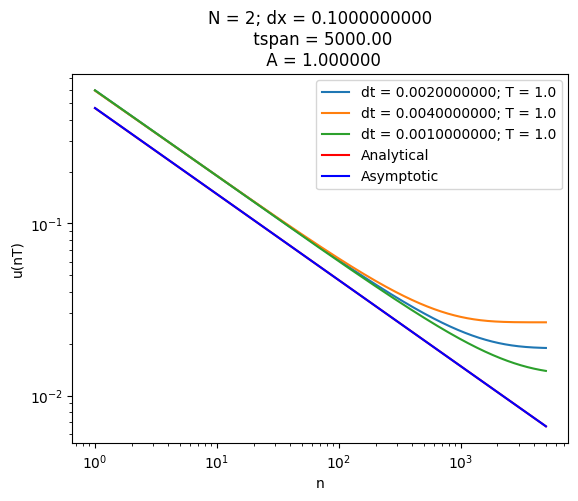 N = 2; dx = 0.1000000000
tspan = 5000.00
A = 1.000000
dt = 0.0020000000; T = 1.0
dt = 0.0040000000; T = 1.0
dt = 0.0010000000; T = 1.0
Analytical
Asymptotic
u(nT)
10⁻¹
10⁻²
10⁰ 10¹ 10² 10³
n